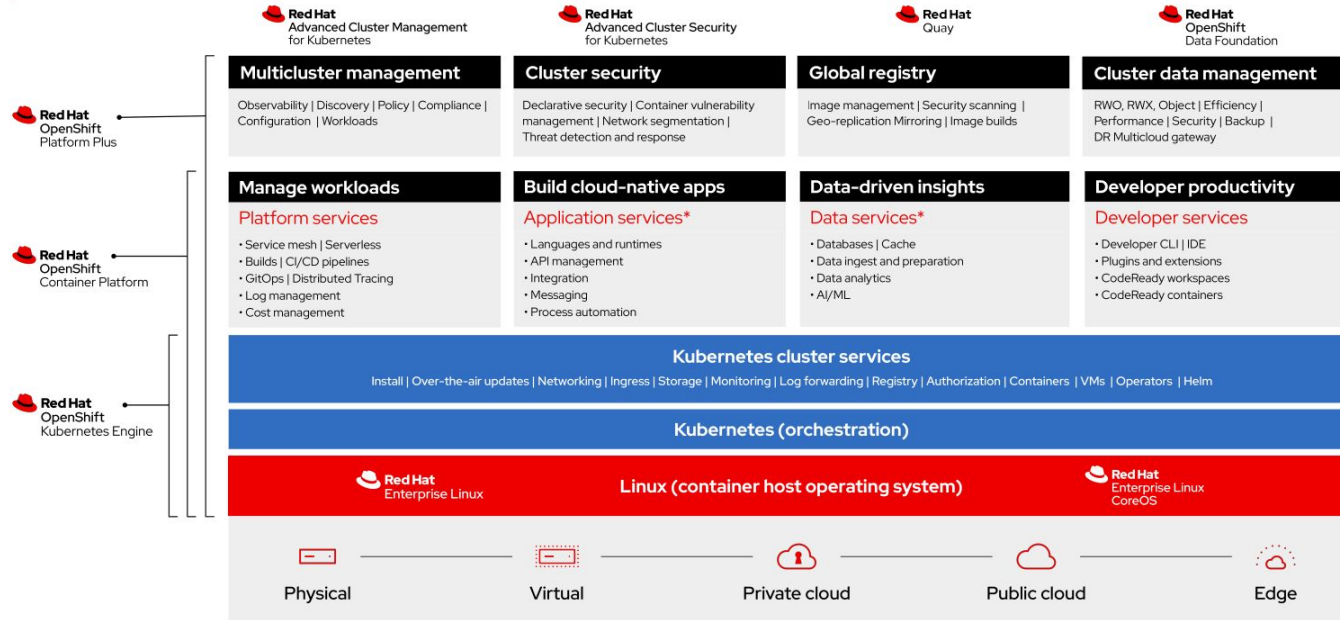 Red Hat
Advanced Cluster Management
for Kubernetes
Red Hat
Advanced Cluster Security
for Kubernetes
Red Hat
Quay
Red Hat
OpenShift
Data Foundation
Red Hat
OpenShift
Platform Plus
Multicluster management
Observability | Discovery | Policy | Compliance |
Configuration | Workloads
Cluster security
Declarative security | Container vulnerability
management | Network segmentation |
Threat detection and response
Global registry
Image management | Security scanning |
Geo-replication Mirroring | Image builds
Cluster data management
RWO, RWX, Object | Efficiency |
Performance | Security | Backup |
DR Multicloud gateway
Red Hat
OpenShift
Container Platform
Manage workloads
Platform services
• Service mesh | Serverless
• Builds | CI/CD pipelines
• GitOps | Distributed Tracing
• Log management
• Cost management
Build cloud-native apps
Application services*
• Languages and runtimes
• API management
• Integration
• Messaging
• Process automation
Data-driven insights
Data services*
• Databases | Cache
• Data ingest and preparation
• Data analytics
• AI/ML
Developer productivity
Developer services
• Developer CLI | IDE
• Plugins and extensions
• CodeReady workspaces
• CodeReady containers
Red Hat
OpenShift
Kubernetes Engine
Kubernetes cluster services
Install | Over-the-air updates | Networking | Ingress | Storage | Monitoring | Log forwarding | Registry | Authorization | Containers | VMs | Operators | Helm
Kubernetes (orchestration)
Red Hat
Enterprise Linux
Linux (container host operating system)
Red Hat
Enterprise Linux
CoreOS
Physical
Virtual
Private cloud
Public cloud
Edge